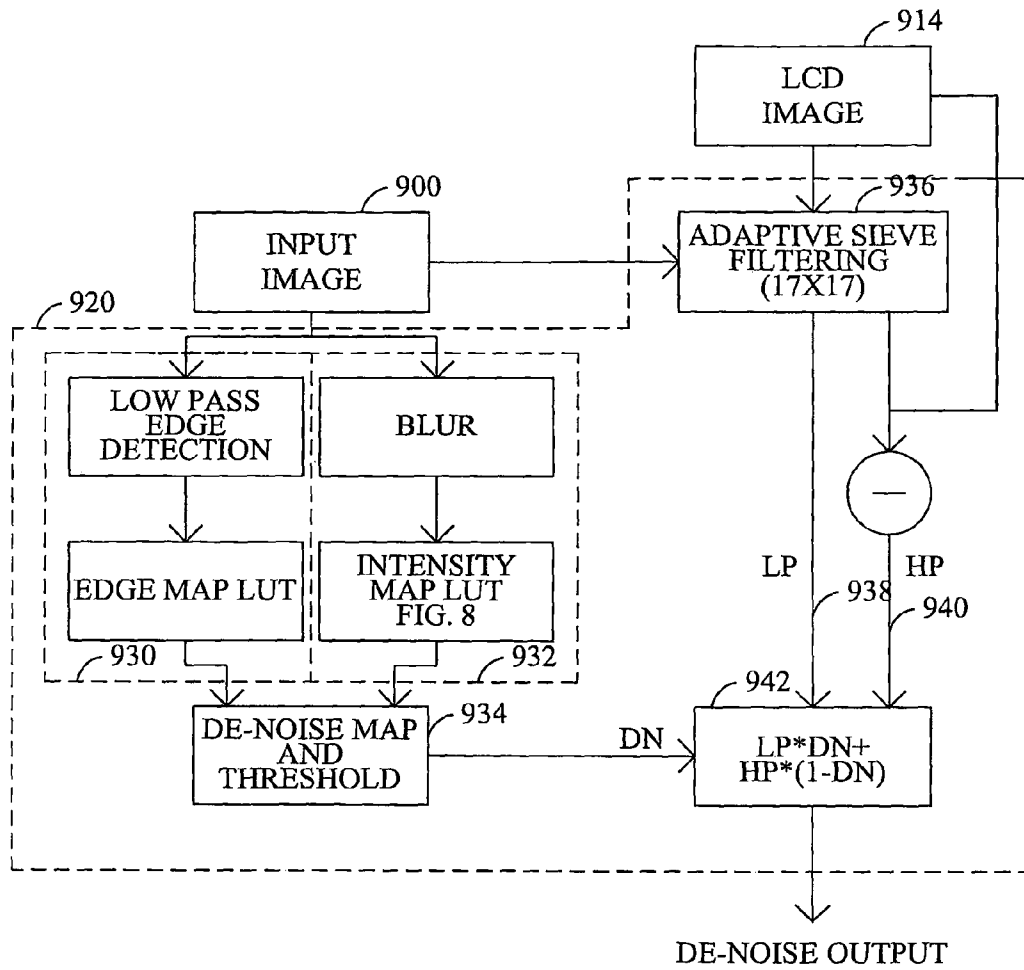 914
LCD
IMAGE
900
936
INPUT
IMAGE
ADAPTIVE SIEVE
FILTERING
(17X17)
920
LOW PASS
EDGE
DETECTION
BLUR
EDGE MAP LUT
INTENSITY
MAP LUT
FIG. 8
LP
HP
938
940
930
932
942
934
DE-NOISE MAP
AND
THRESHOLD
DN
LP*DN+
HP*(1-DN)
DE-NOISE OUTPUT